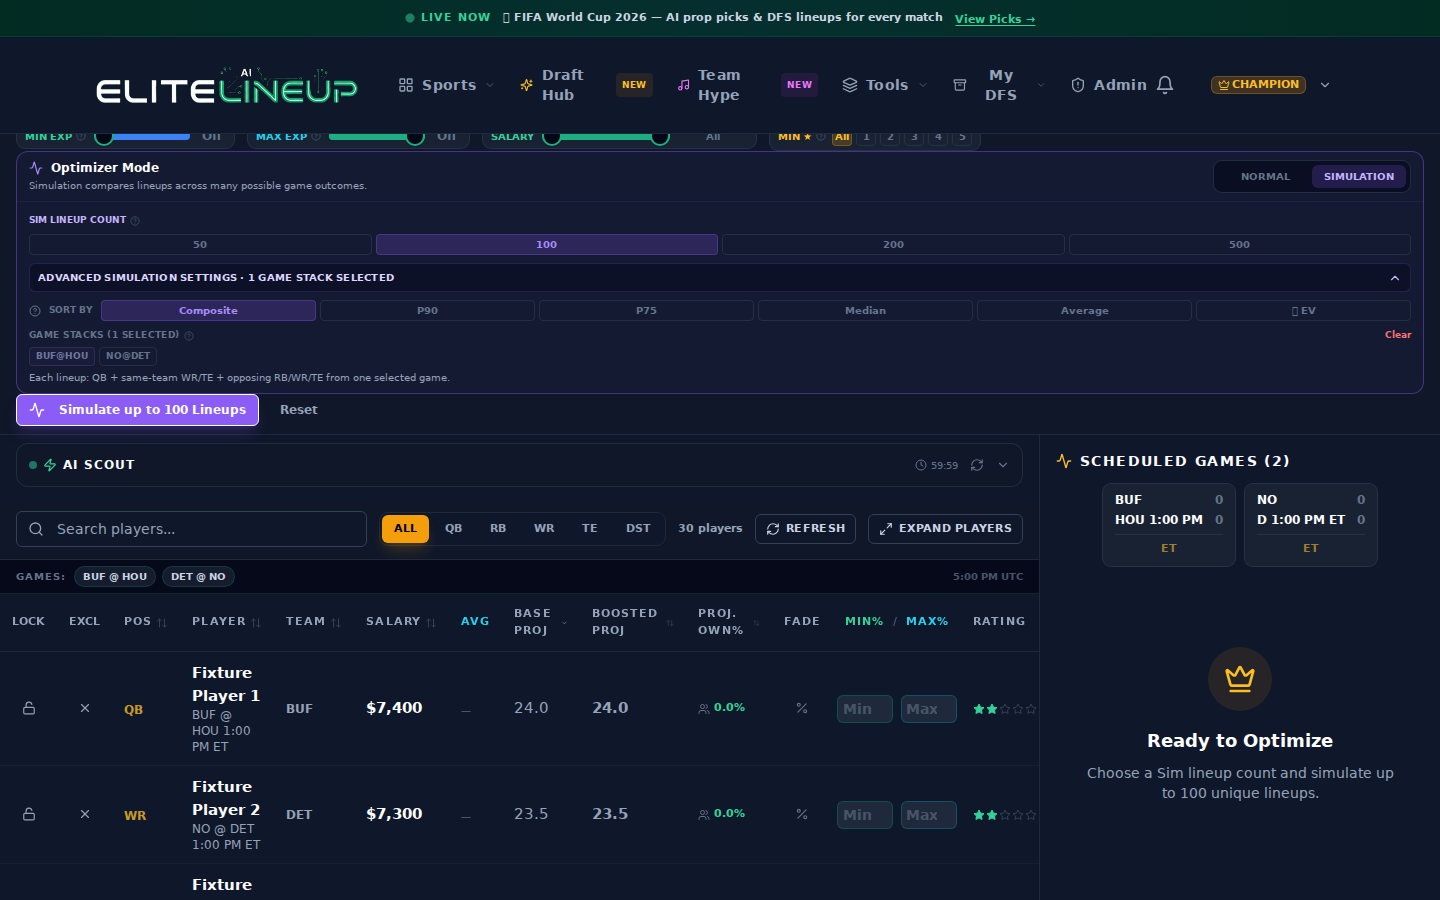 LIVE NOW FIFA World Cup 2026 — AI prop picks & DFS lineups for every match View Picks →
ELITELINEUP AI
Sports
Draft Hub NEW
Team Hype NEW
Tools
My DFS
Admin
CHAMPION
MIN EXP Off
MAX EXP Off
SALARY All
MIN ★ All 1 2 3 4 5
Optimizer Mode
Simulation compares lineups across many possible game outcomes.
NORMAL SIMULATION
SIM LINEUP COUNT
50 100 200 500
ADVANCED SIMULATION SETTINGS · 1 GAME STACK SELECTED
SORT BY Composite P90 P75 Median Average EV
GAME STACKS (1 SELECTED) Clear
BUF@HOU NO@DET
Each lineup: QB + same-team WR/TE + opposing RB/WR/TE from one selected game.
Simulate up to 100 Lineups Reset
AI SCOUT 59:59
Search players...
ALL QB RB WR TE DST 30 players REFRESH EXPAND PLAYERS
GAMES: BUF @ HOU DET @ NO 5:00 PM UTC
LOCK EXCL POS PLAYER TEAM SALARY AVG BASE PROJ BOOSTED PROJ PROJ. OWN% FADE MIN% / MAX% RATING
Fixture
Player 1
BUF @
HOU 1:00
PM ET
QB BUF $7,400 — 24.0 24.0 0.0% % Min Max
Fixture
Player 2
NO @ DET
1:00 PM ET
WR DET $7,300 — 23.5 23.5 0.0% % Min Max
Fixture
SCHEDULED GAMES (2)
BUF 0
HOU 1:00 PM 0
ET
NO 0
D 1:00 PM ET 0
ET
Ready to Optimize
Choose a Sim lineup count and simulate up
to 100 unique lineups.